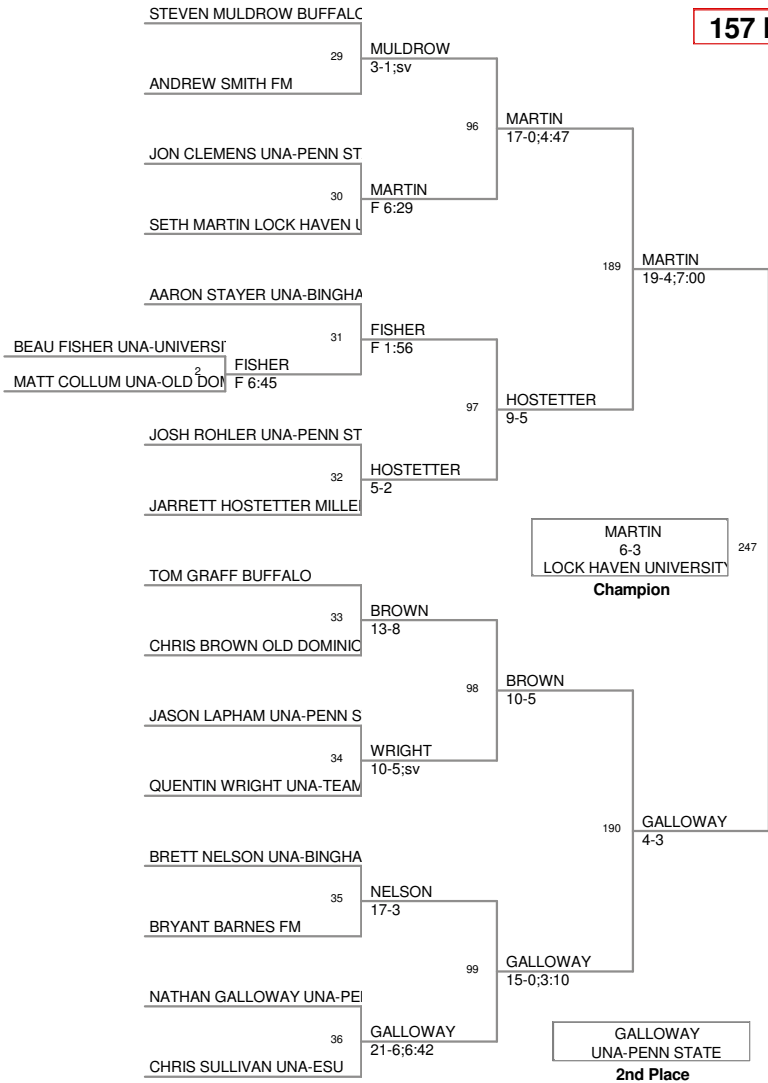 STEVEN MULDROW BUFFALO
157
29
MULDROW
3-1;sv
ANDREW SMITH FM
96
MARTIN
17-0;4:47
JON CLEMENS UNA-PENN ST
30
MARTIN
F 6:29
SETH MARTIN LOCK HAVEN U
189
MARTIN
19-4;7:00
AARON STAYER UNA-BINGHA
31
FISHER
F 1:56
BEAU FISHER UNA-UNIVERSI
2
FISHER
F 6:45
MATT COLLUM UNA-OLD DOM
97
HOSTETTER
9-5
JOSH ROHLER UNA-PENN ST
32
HOSTETTER
5-2
JARRETT HOSTETTER MILLE
MARTIN
6-3
LOCK HAVEN UNIVERSITY
247
Champion
TOM GRAFF BUFFALO
33
BROWN
13-8
CHRIS BROWN OLD DOMINIO
98
BROWN
10-5
JASON LAPHAM UNA-PENN S
34
WRIGHT
10-5;sv
QUENTIN WRIGHT UNA-TEAM
190
GALLOWAY
4-3
BRETT NELSON UNA-BINGHA
35
NELSON
17-3
BRYANT BARNES FM
99
GALLOWAY
15-0;3:10
NATHAN GALLOWAY UNA-PE
36
GALLOWAY
21-6;6:42
CHRIS SULLIVAN UNA-ESU
GALLOWAY
UNA-PENN STATE
2nd Place